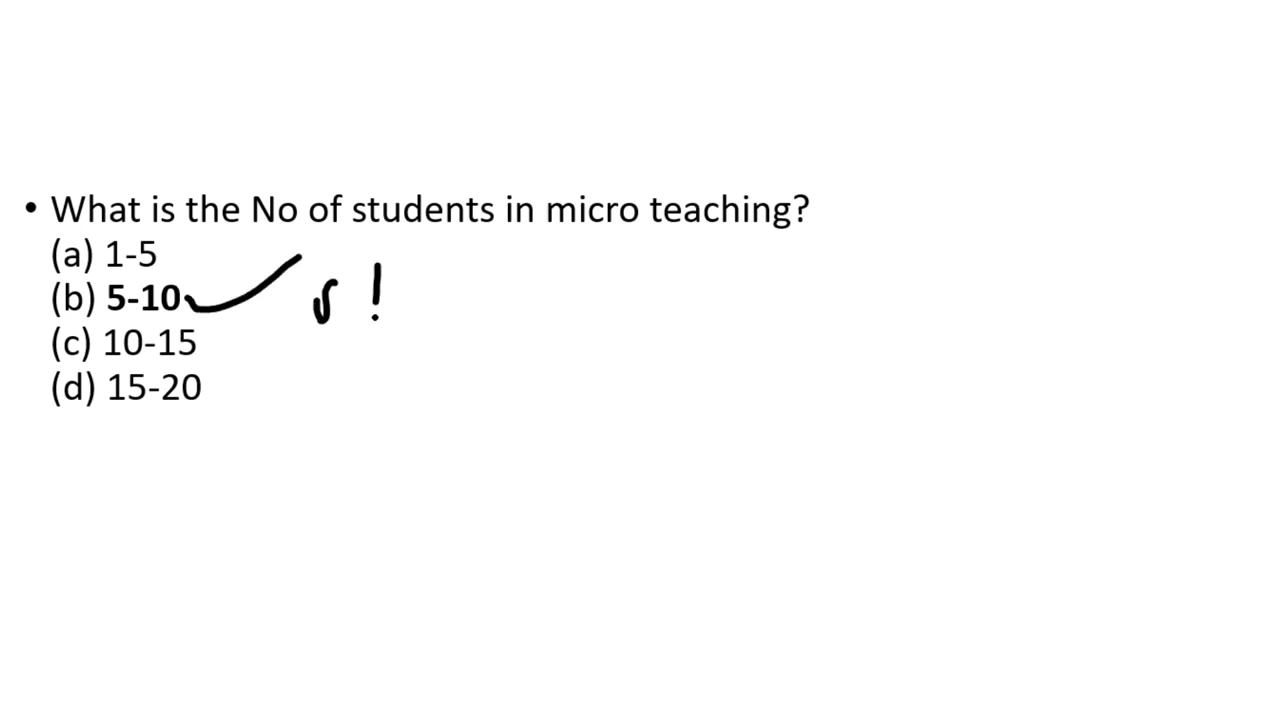 • What is the No of students in micro teaching?
(a) 1-5
(b) 5-10
(c) 10-15
(d) 15-20